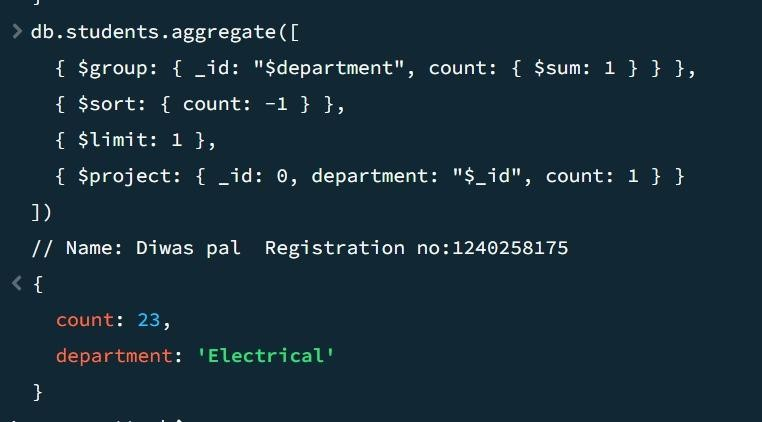 > db.students.aggregate([
{ $group: { _id: "$department", count: { $sum: 1 } } },
{ $sort: { count: -1 } },
{ $limit: 1 },
{ $project: { _id: 0, department: "$_id", count: 1 } }
])
// Name: Diwas pal  Registration no:1240258175
< {
count: 23,
department: 'Electrical'
}